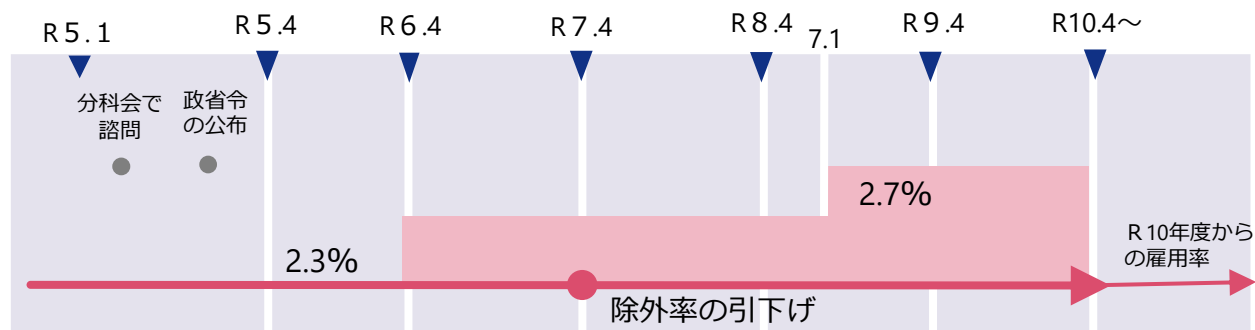 R5.1
R5.4
R6.4
R7.4
R8.4
7.1
R9.4
R10.4～
分科会で
諮問
政省令
の公布
2.3%
2.7%
R10年度から
の雇用率
除外率の引下げ